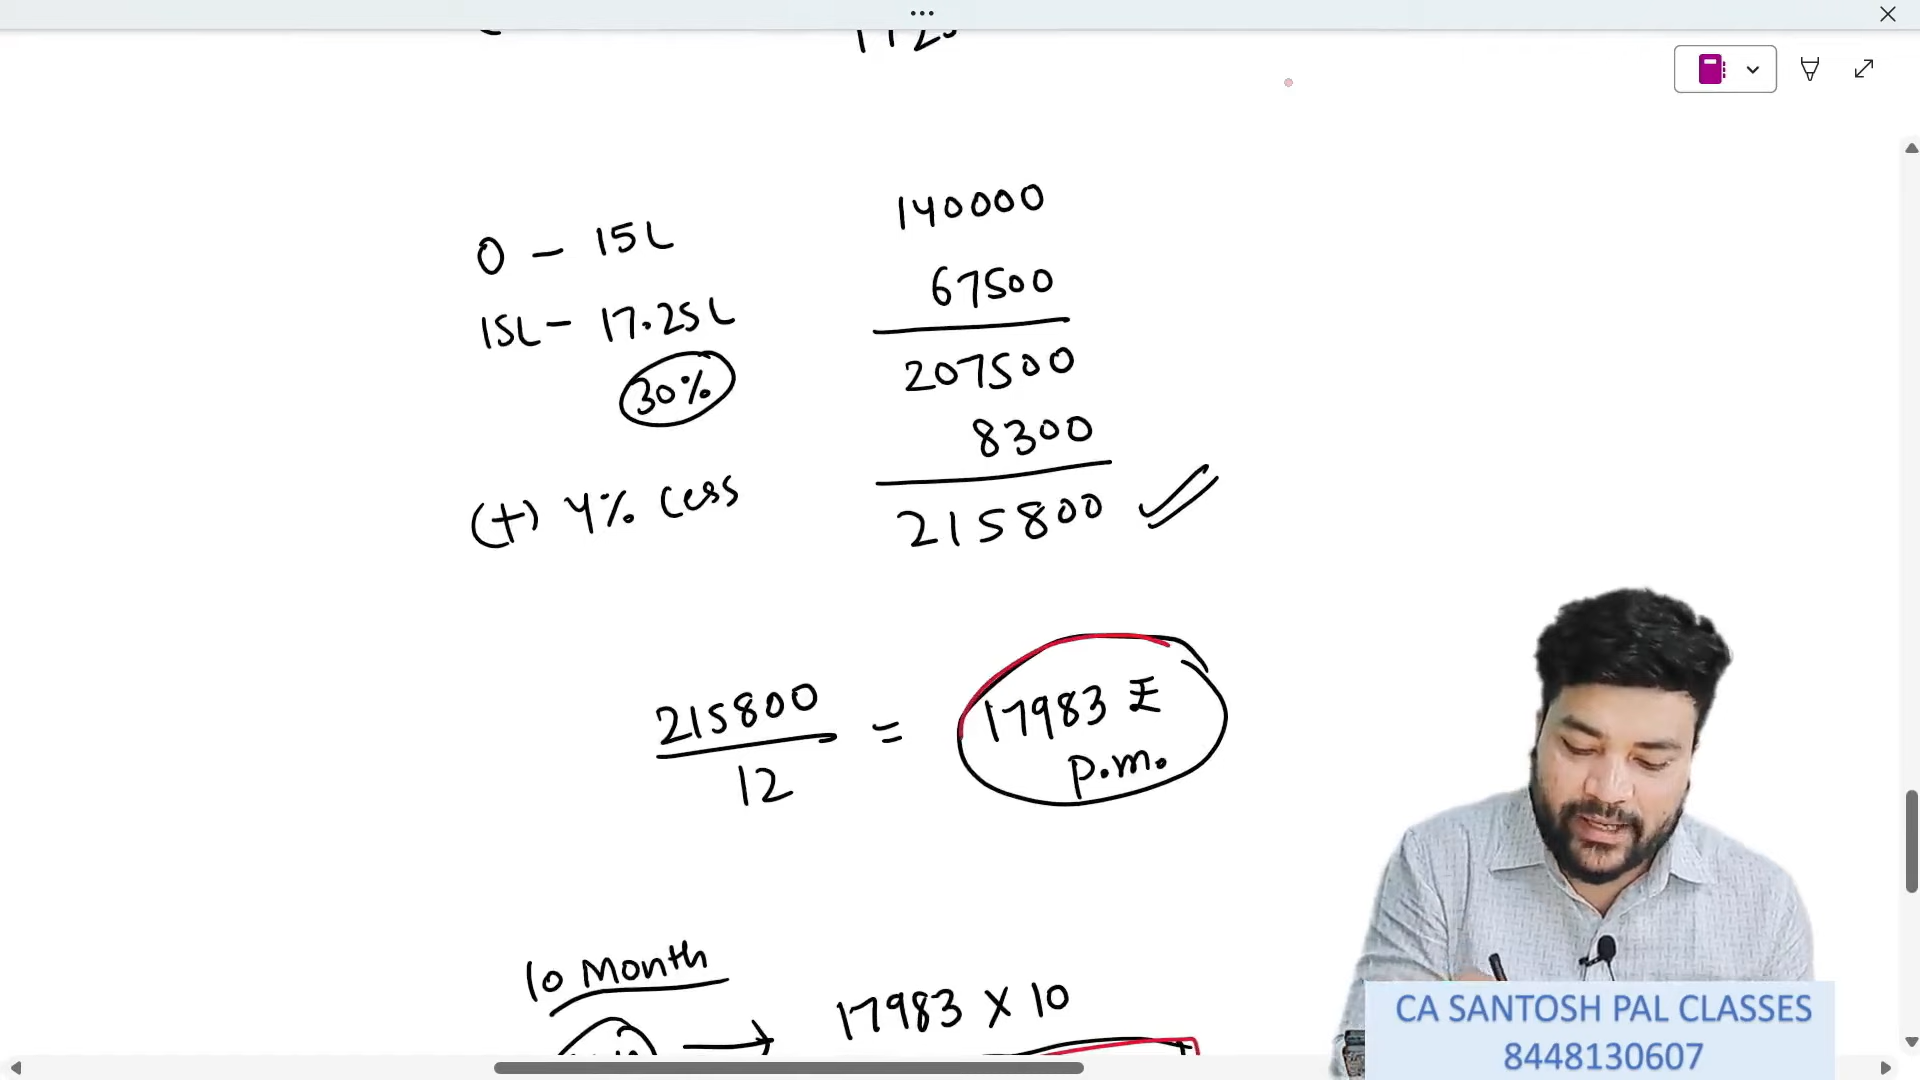 0 - 15L 140000
15L - 17.25L 67500
30% 207500
8300
(+) 4% Cess 215800
215800 = 17983 ₹
12 p.m.
10 Month
17983 X 10
CA SANTOSH PAL CLASSES
8448130607